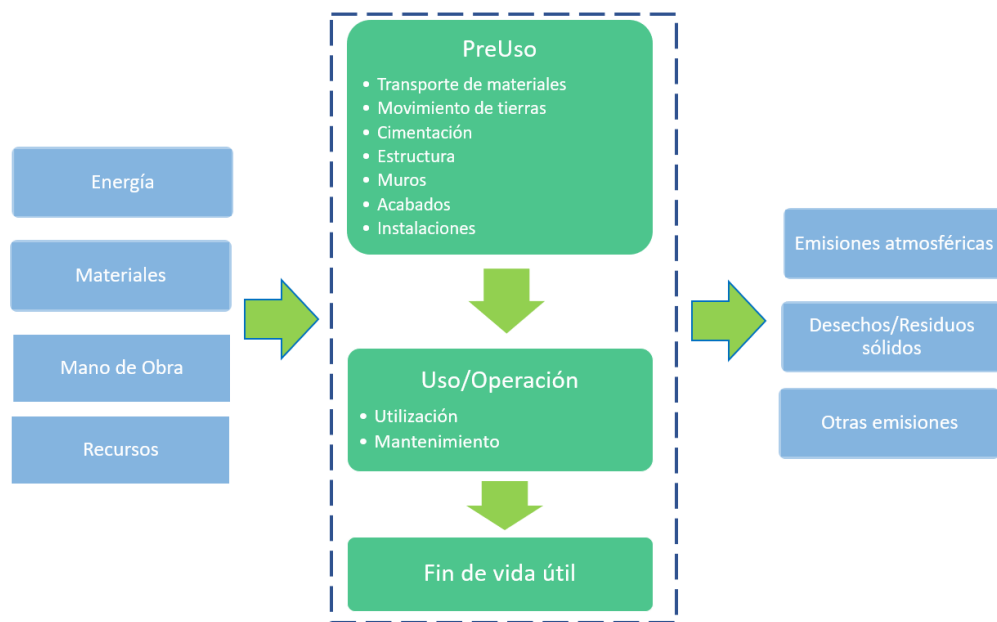 Energía
Materiales
Mano de Obra
Recursos
PreUso
• Transporte de materiales
• Movimiento de tierras
• Cimentación
• Estructura
• Muros
• Acabados
• Instalaciones
Uso/Operación
• Utilización
• Mantenimiento
Fin de vida útil
Emisiones atmosféricas
Desechos/Residuos
sólidos
Otras emisiones